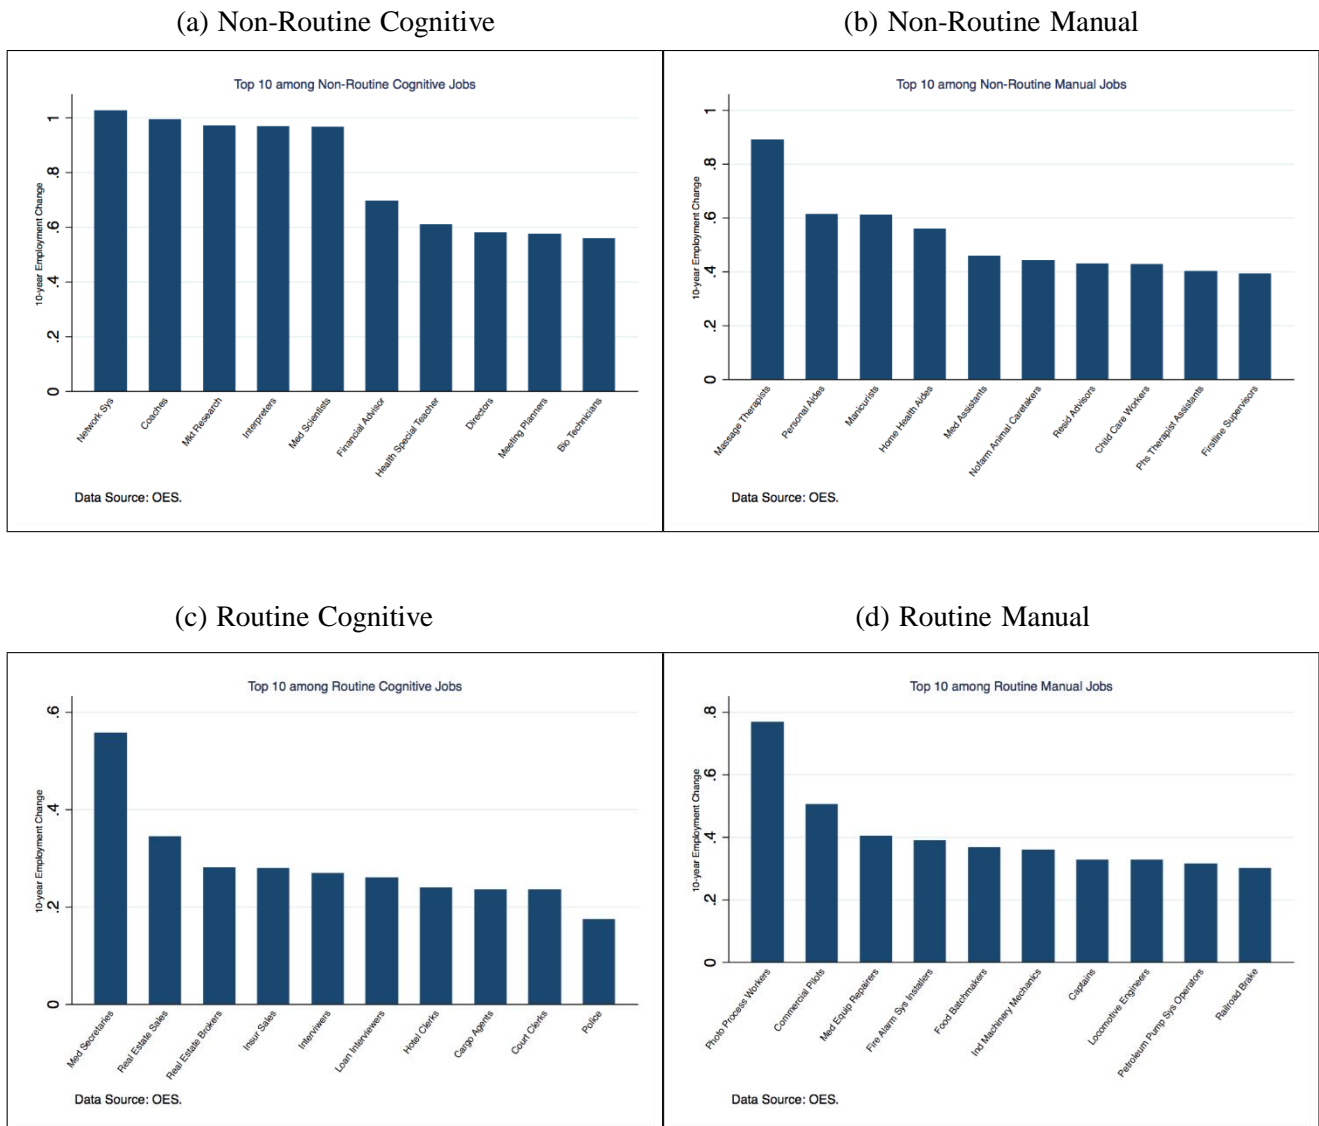 (a) Non-Routine Cognitive
(b) Non-Routine Manual
Top 10 among Non-Routine Cognitive Jobs
10-year Employment Change
1
.8
.6
.4
.2
0
Network Sys
Coaches
Mkt Research
Interpreters
Med Scientists
Financial Advisor
Health Special Teacher
Directors
Meeting Planners
Bio Technicians
Data Source: OES.
Top 10 among Non-Routine Manual Jobs
10-year Employment Change
1
.8
.6
.4
.2
0
Massage Therapists
Personal Aides
Manicurists
Home Health Aides
Med Assistants
Nofarm Animal Caretakers
Resid Advisors
Child Care Workers
Phs Therapist Assistants
Firstline Supervisors
Data Source: OES.
(c) Routine Cognitive
(d) Routine Manual
Top 10 among Routine Cognitive Jobs
10-year Employment Change
.6
.4
.2
0
Med Secretaries
Real Estate Sales
Real Estate Brokers
Insur Sales
Interviwers
Loan Interviewers
Hotel Clerks
Cargo Agents
Court Clerks
Police
Data Source: OES.
Top 10 among Routine Manual Jobs
10-year Employment Change
.8
.6
.4
.2
0
Photo Process Workers
Commercial Pilots
Med Equip Repairers
Fire Alarm Sys Installers
Food Batchmakers
Ind Machinery Mechanics
Captains
Locomotive Engineers
Petroleum Pump Sys Operators
Railroad Brake
Data Source: OES.